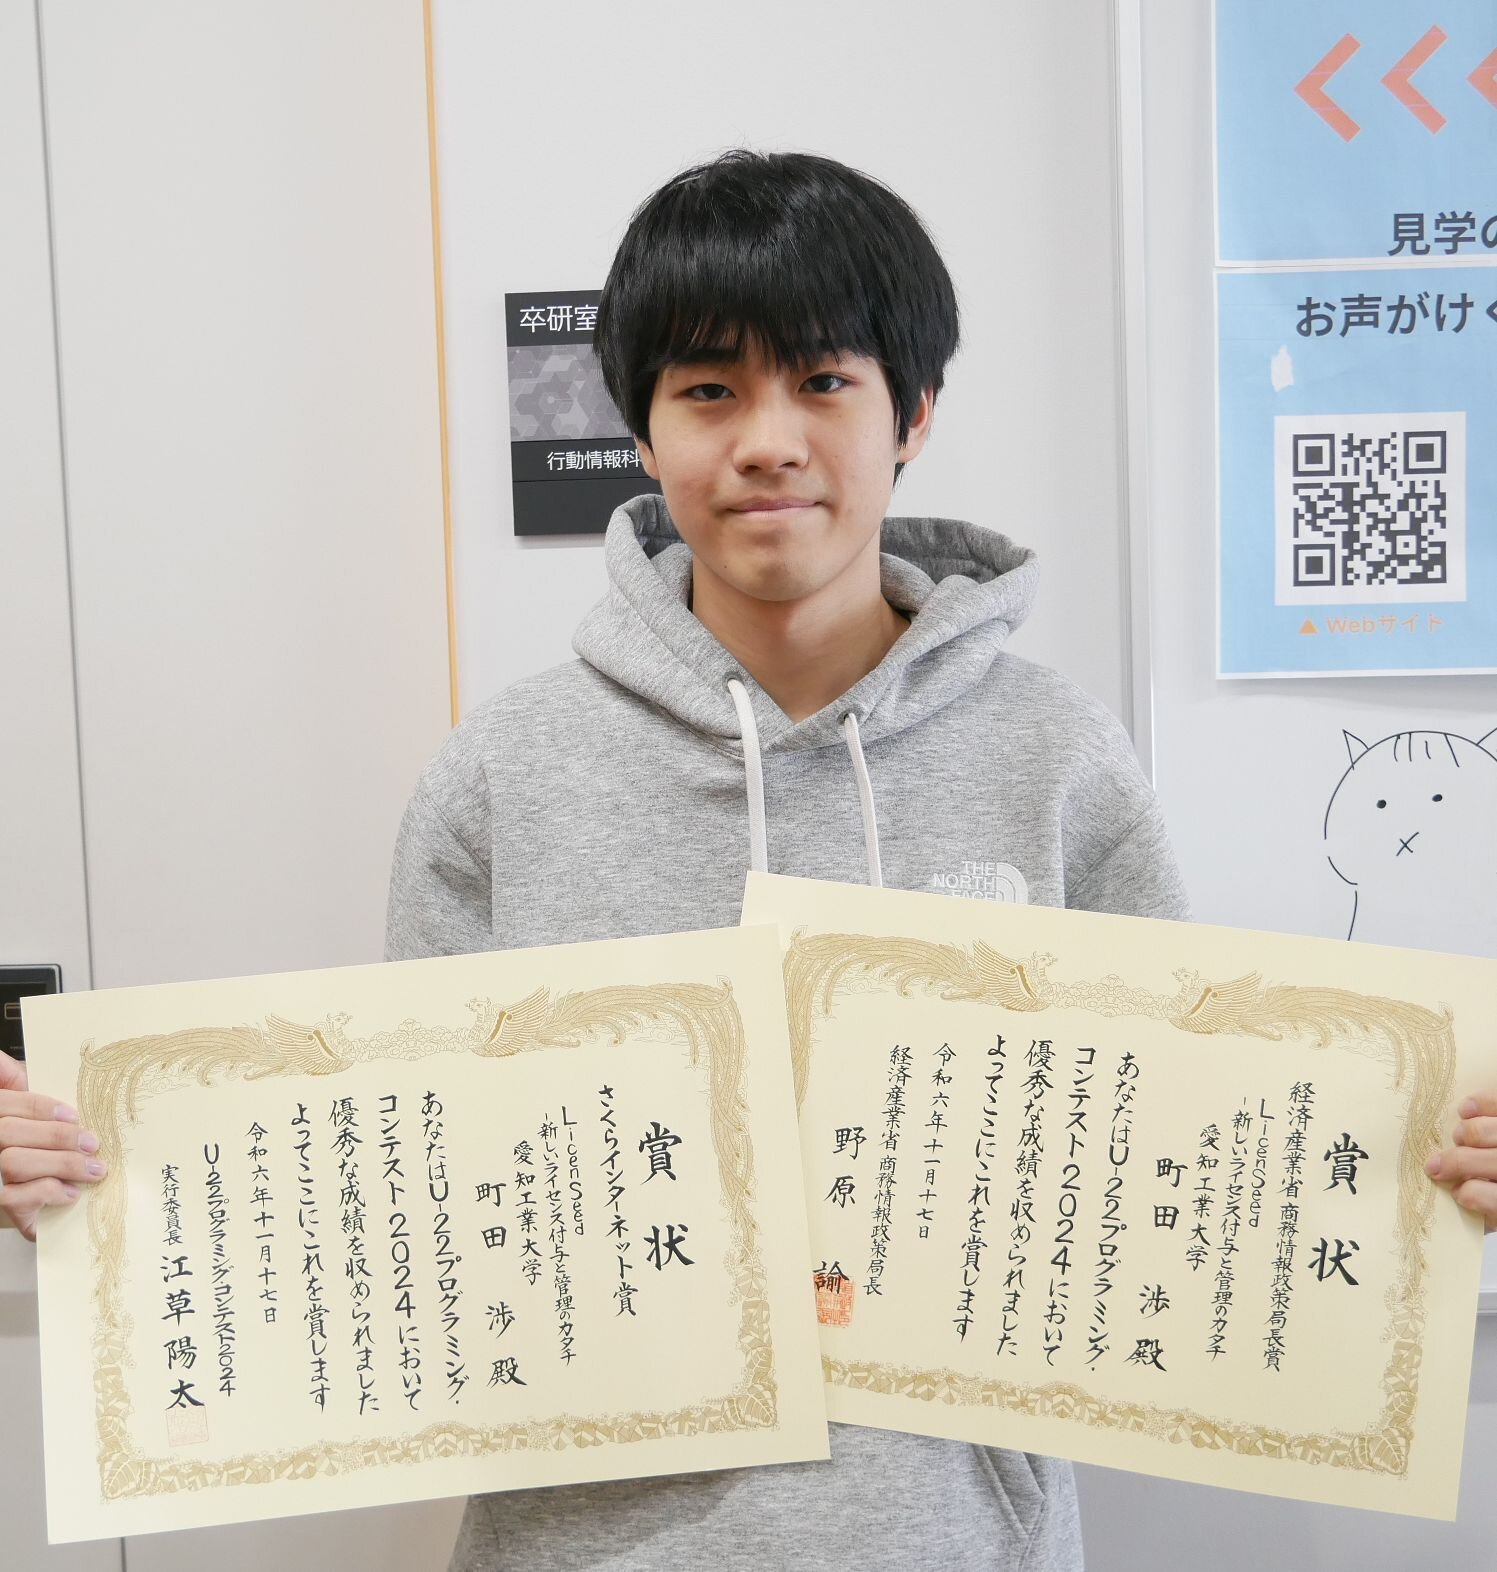 卒研室
行動情報科
見学の
お声がけく
▲ Webサイト
THE
NORTH
FACE
賞状
さくらインターネット賞
LicenSeed
-新しいライセンス付与と管理のカタチ
愛知工業大学
町田 渉 殿
あなたはU-22プログラミング・
コンテスト2024において
優秀な成績を収められました
よってここにこれを賞します
令和六年十一月十七日
U-22プログラミング・コンテスト2024
実行委員長 江草陽太
賞状
経済産業省 商務情報政策局長賞
LicenSeed
-新しいライセンス付与と管理のカタチ
愛知工業大学
町田 渉 殿
あなたはU-22プログラミング・
コンテスト2024において
優秀な成績を収められました
よってここにこれを賞します
令和六年十一月十七日
経済産業省 商務情報政策局長
野原 諭